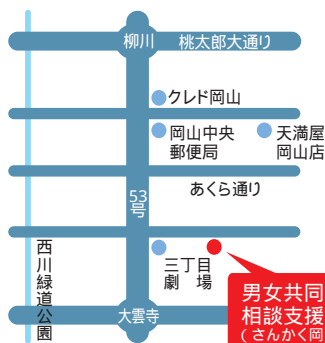 柳川
桃太郎大通り
クレド岡山
岡山中央
郵便局
天満屋
岡山店
あくら通り
53号
西川緑道公園
三丁目
劇場
大雲寺
男女共同
相談支援
(さんかく岡